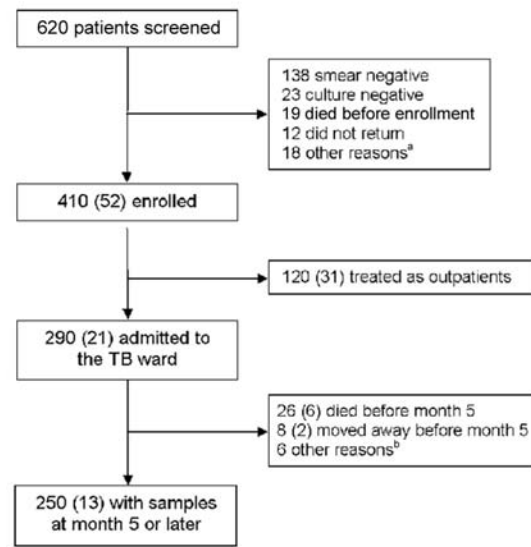 620 patients screened
138 smear negative
23 culture negative
19 died before enrollment
12 did not return
18 other reasonsᵃ
410 (52) enrolled
120 (31) treated as outpatients
290 (21) admitted to
the TB ward
26 (6) died before month 5
8 (2) moved away before month 5
6 other reasonsᵇ
250 (13) with samples
at month 5 or later